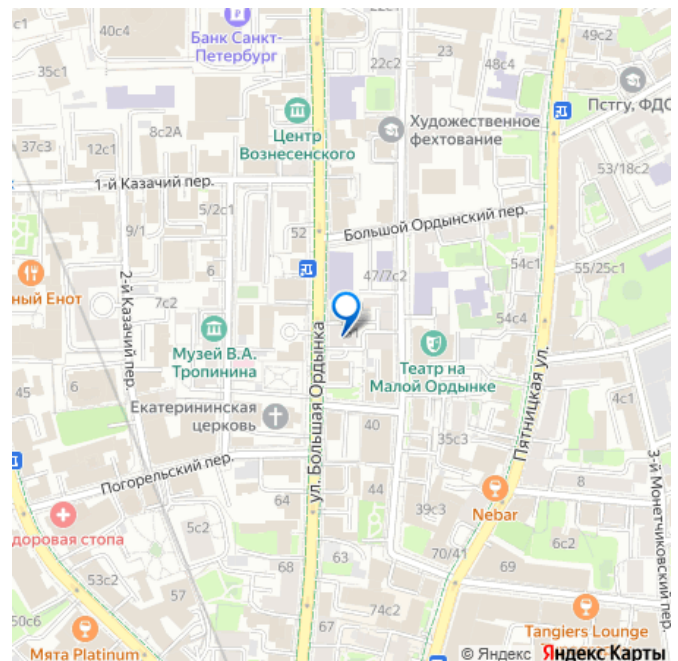 с1
40с4
Банк Санкт-
Петербург
49с2
22с2
23
48с4
35с1
Пстгу, ФДО
8с2А
Центр
Вознесенского
Художественное
фехтование
37с3
12с1
53/18с2
1-й Казачий пер.
5/2с1
Большой Ордынский пер.
9/1
52
54с1
6
47/7с2
55/25с1
ный Енот
2-й Казачий пер.
7с2
54с4
Музей В.А.
Тропинина
ул. Большая Ордынка
Театр на
Малой Ордынке
Пятницкая ул.
45
6
Екатерининская
церковь
4с1
40
35с3
Погорельский пер.
3-й Монетчиковский пер.
64
44
39с3
8
Nebar
доровая стопа
5с2
6с2
63
70/41
53с2
68
69
57
74с2
50с6
Tangiers Lounge
Мята Platinum
© Яндекс Яндекс Карты